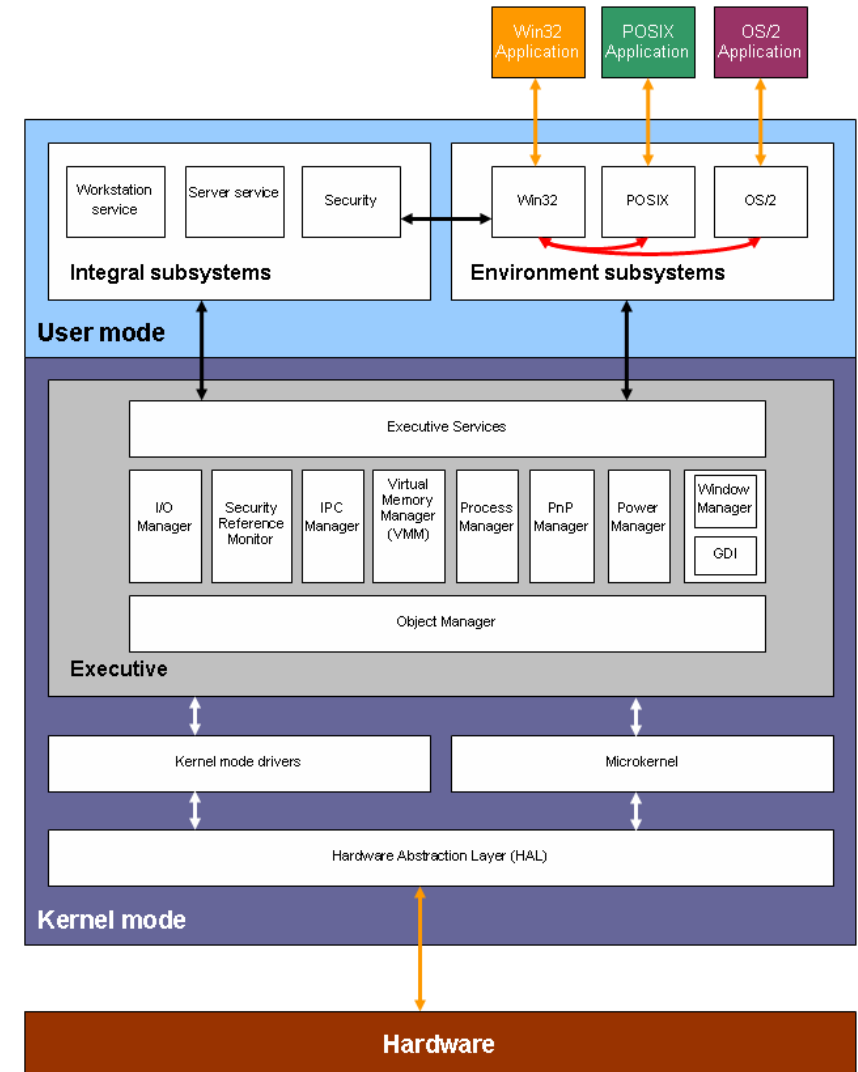 Win32
Application
POSIX
Application
OS/2
Application
Workstation
service
Server service
Security
Win32
POSIX
OS/2
Integral subsystems
Environment subsystems
User mode
Executive Services
I/O
Manager
Security
Reference
Monitor
IPC
Manager
Virtual
Memory
Manager
(VMM)
Process
Manager
PnP
Manager
Power
Manager
Window
Manager
GDI
Object Manager
Executive
Kernel mode drivers
Microkernel
Hardware Abstraction Layer (HAL)
Kernel mode
Hardware